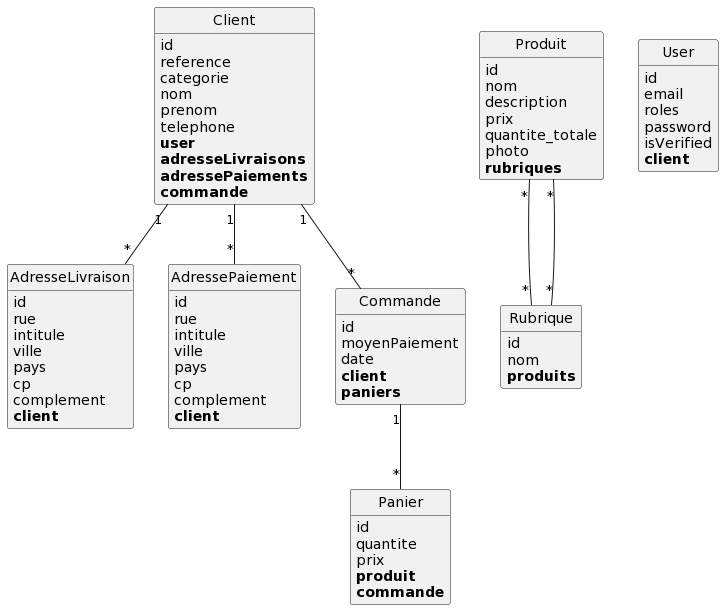 Client
id
reference
categorie
nom
prenom
telephone
user
adresseLivraisons
adressePaiements
commande
1
1
1
*
*
*
Produit
id
nom
description
prix
quantite_totale
photo
rubriques
*
*
*
*
User
id
email
roles
password
isVerified
client
AdresseLivraison
id
rue
intitule
ville
pays
cp
complement
client
AdressePaiement
id
rue
intitule
ville
pays
cp
complement
client
Commande
id
moyenPaiement
date
client
paniers
1
*
Rubrique
id
nom
produits
Panier
id
quantite
prix
produit
commande